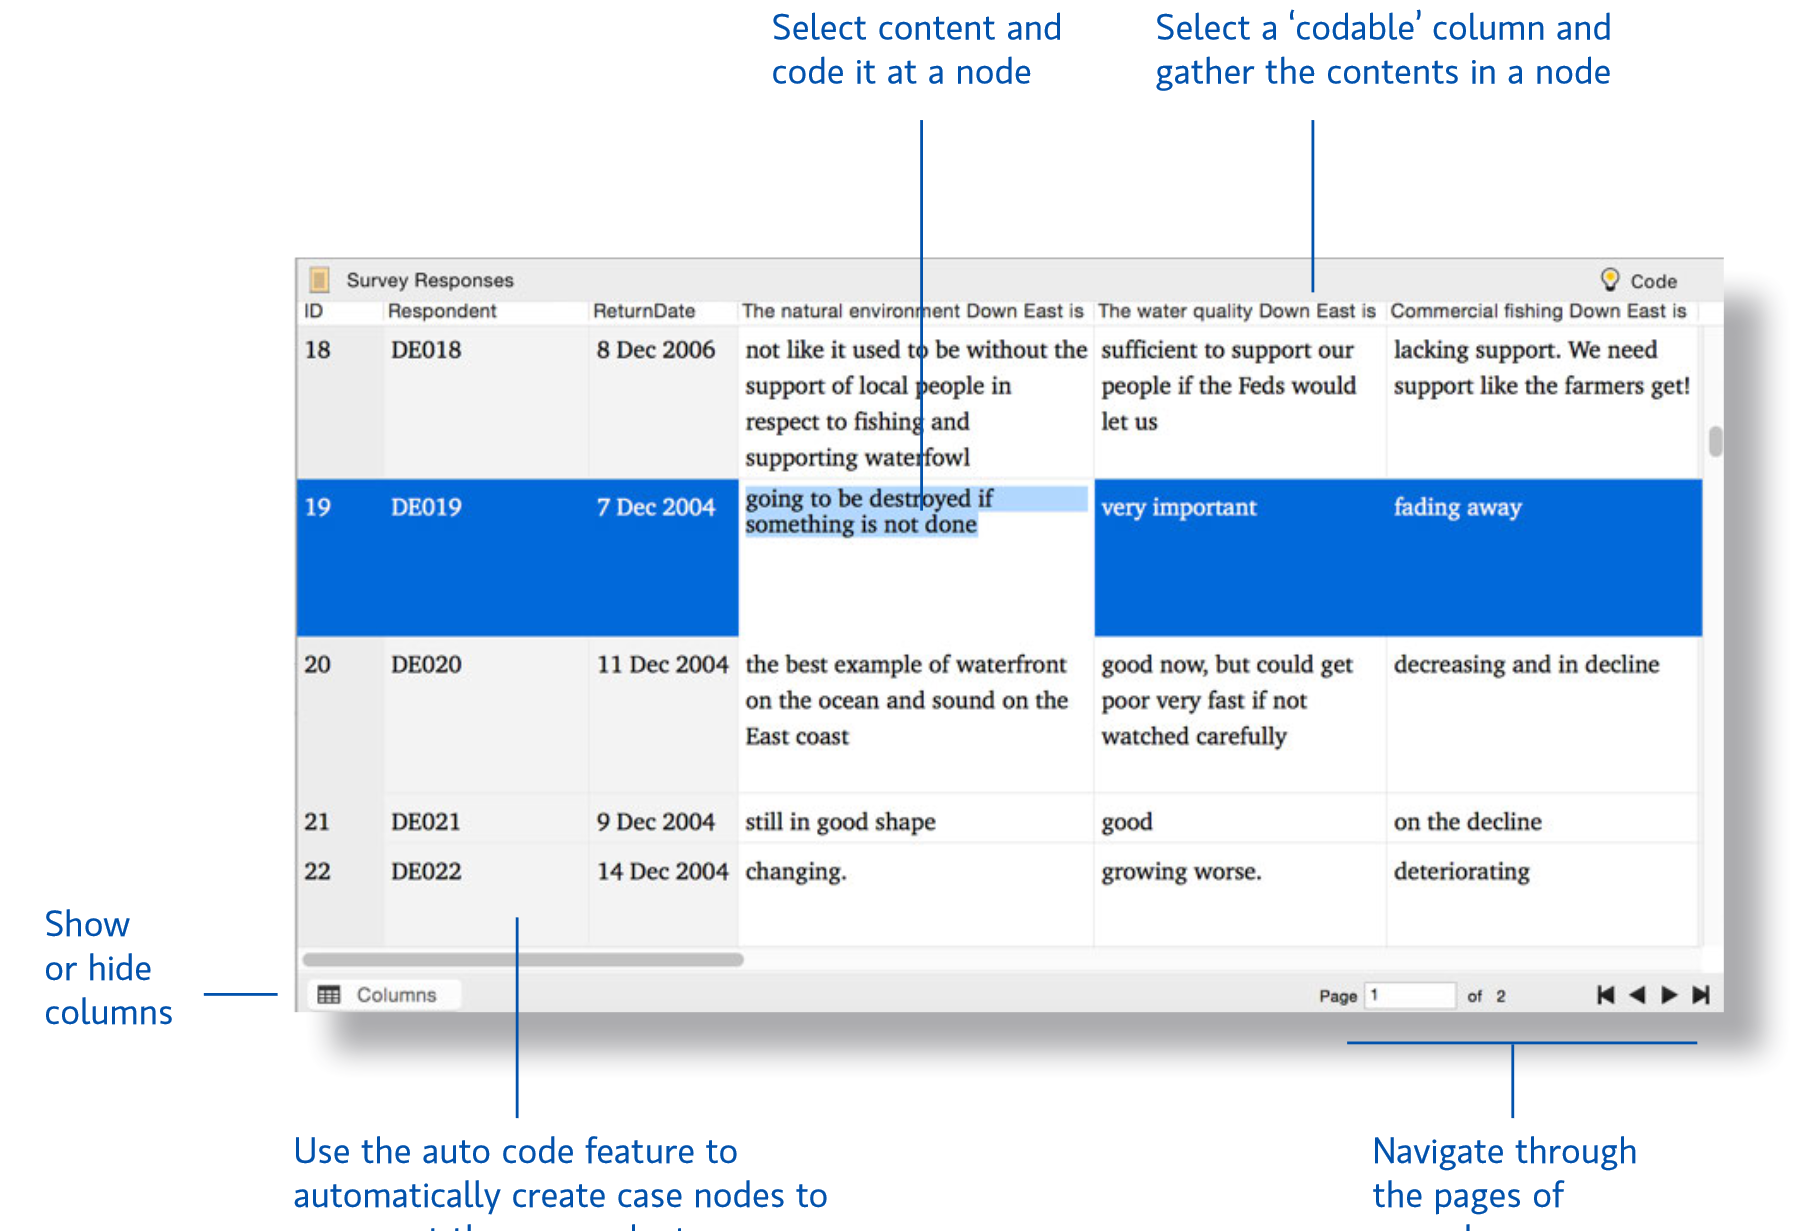 Select content and
code it at a node
Select a ‘codable’ column and
gather the contents in a node
Survey Responses
Code
ID Respondent ReturnDate The natural environment Down East is The water quality Down East is Commercial fishing Down East is
18 DE018 8 Dec 2006 not like it used to be without the sufficient to support our lacking support. We need
support of local people in people if the Feds would support like the farmers get!
respect to fishing and let us
supporting waterfowl
19 DE019 7 Dec 2004 going to be destroyed if very important fading away
something is not done
20 DE020 11 Dec 2004 the best example of waterfront good now, but could get decreasing and in decline
on the ocean and sound on the poor very fast if not
East coast watched carefully
21 DE021 9 Dec 2004 still in good shape good on the decline
22 DE022 14 Dec 2004 changing. growing worse. deteriorating
Show
or hide
columns
Columns
Page 1 of 2
Use the auto code feature to
automatically create case nodes to
Navigate through
the pages of